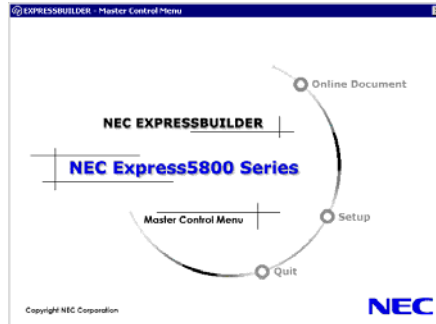 EXPRESSBUILDER - Master Control Menu
Online Document
NEC EXPRESSBUILDER
NEC Express5800 Series
Master Control Menu
Setup
Quit
Copyright NEC Corporation
NEC